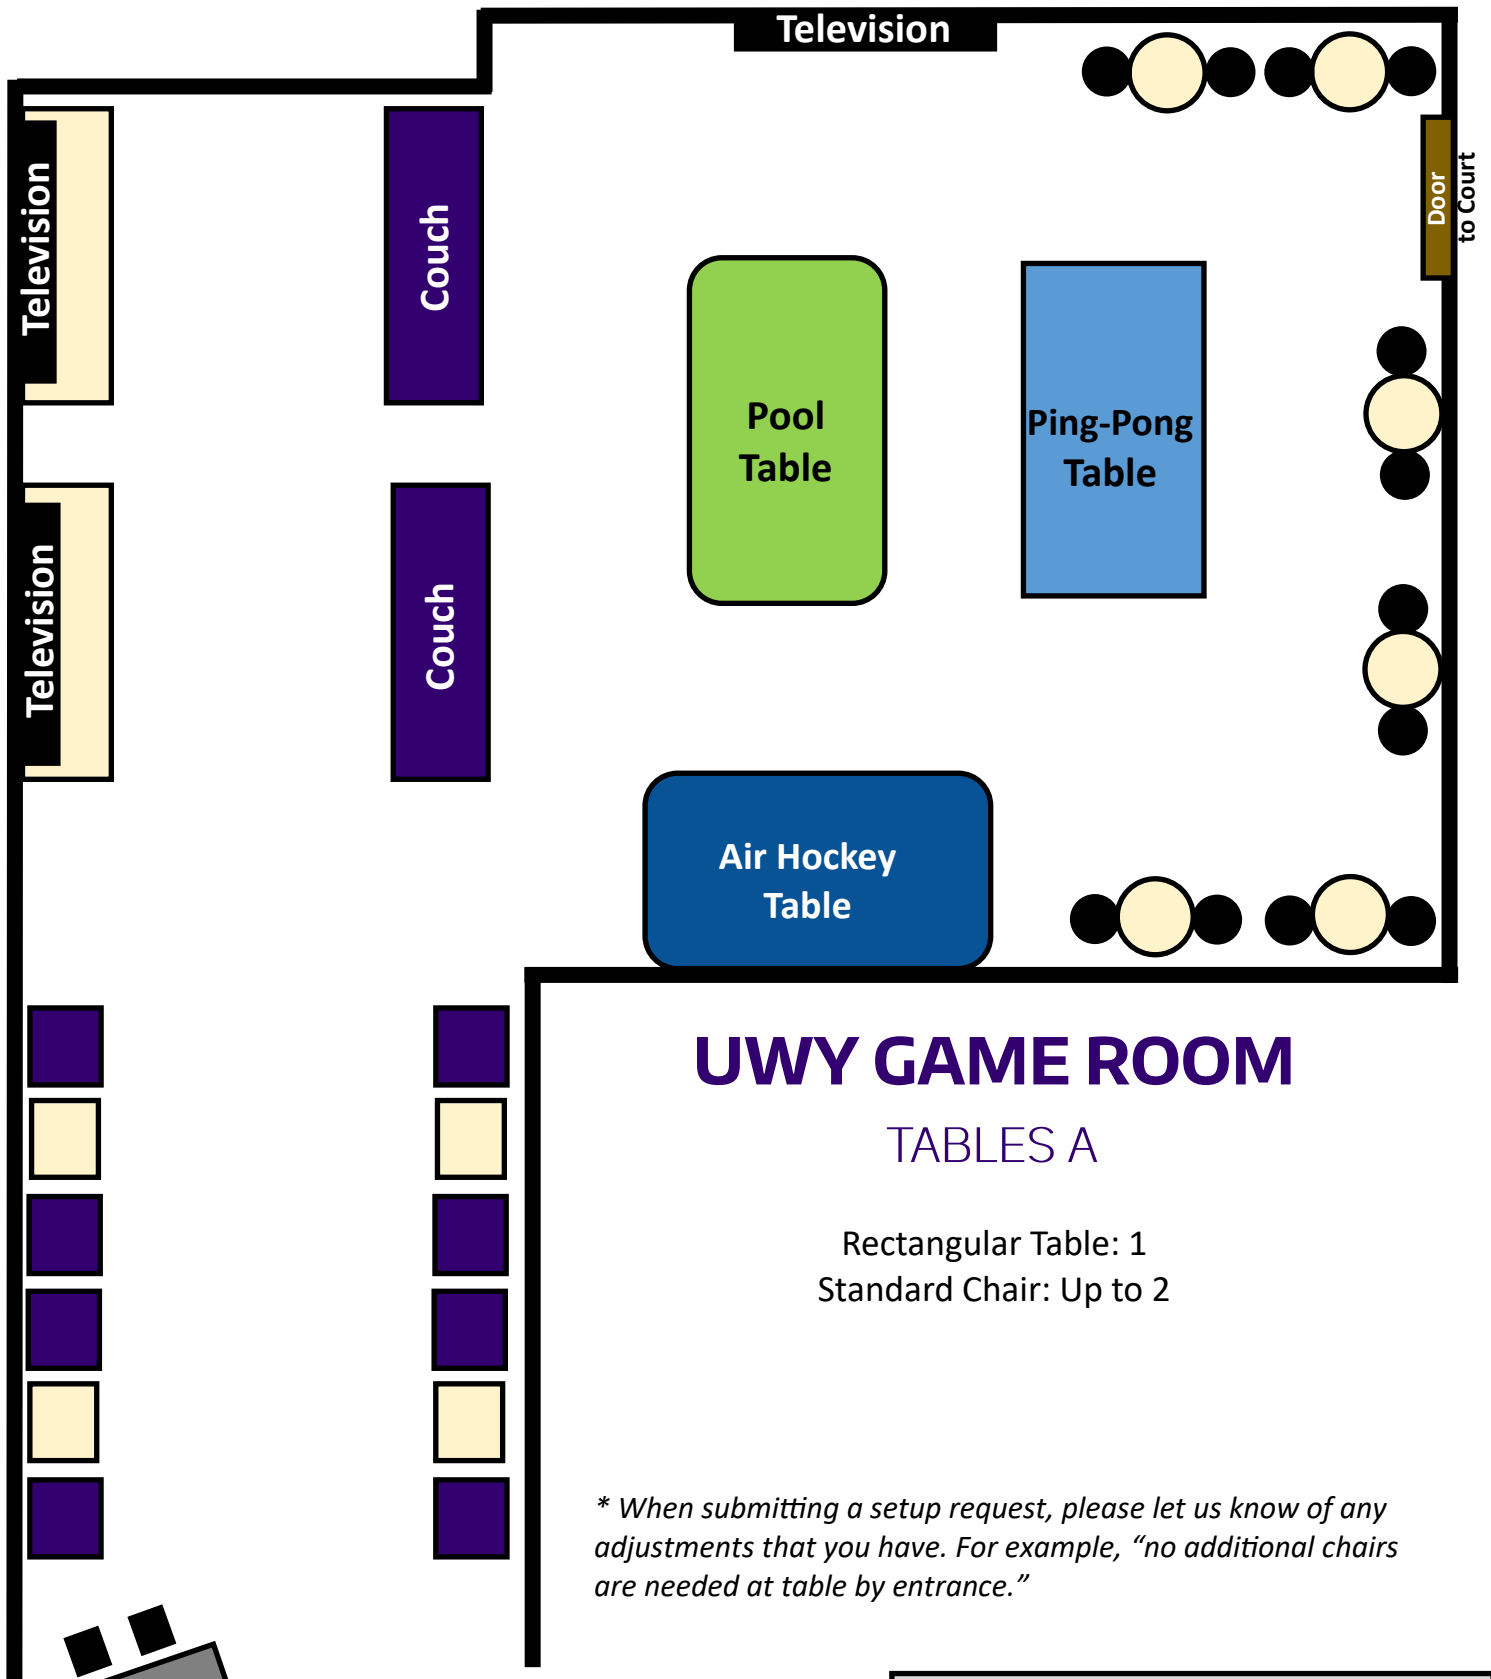 Television
Television
Couch
Door
to Court
Pool
Table
Ping-Pong
Table
Television
Couch
Air Hockey
Table
UWY GAME ROOM
TABLES A
Rectangular Table: 1
Standard Chair: Up to 2
* When submitting a setup request, please let us know of any
adjustments that you have. For example, “no additional chairs
are needed at table by entrance.”